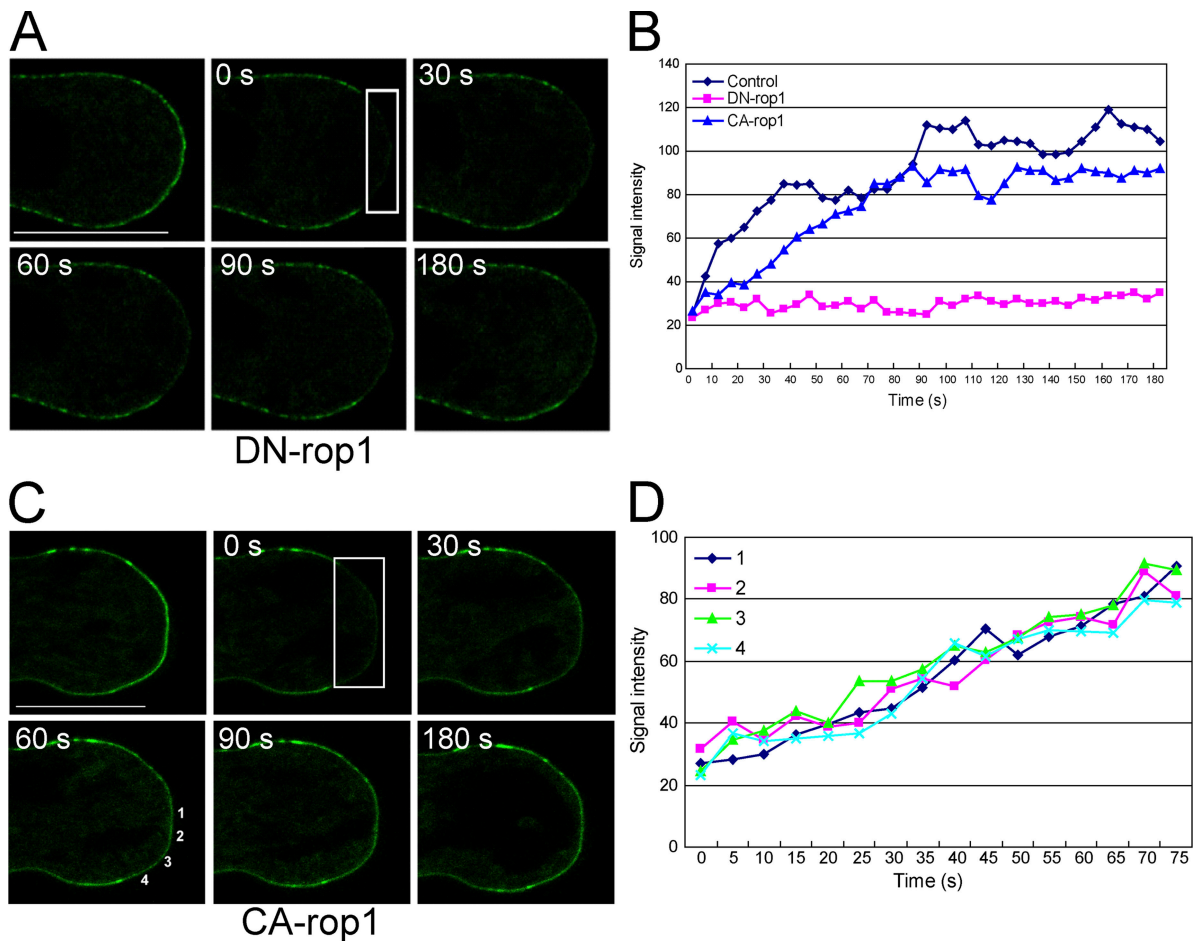 A
0 s
30 s
60 s
90 s
180 s
DN-rop1
B
Control
DN-rop1
CA-rop1
140
120
100
80
60
40
20
0
Signal intensity
0 10 20 30 40 50 60 70 80 90 100 110 120 130 140 150 160 170 180
Time (s)
C
0 s
30 s
60 s
90 s
180 s
1
2
3
4
CA-rop1
D
1
2
3
4
100
80
60
40
20
0
Signal intensity
0 5 10 15 20 25 30 35 40 45 50 55 60 65 70 75
Time (s)